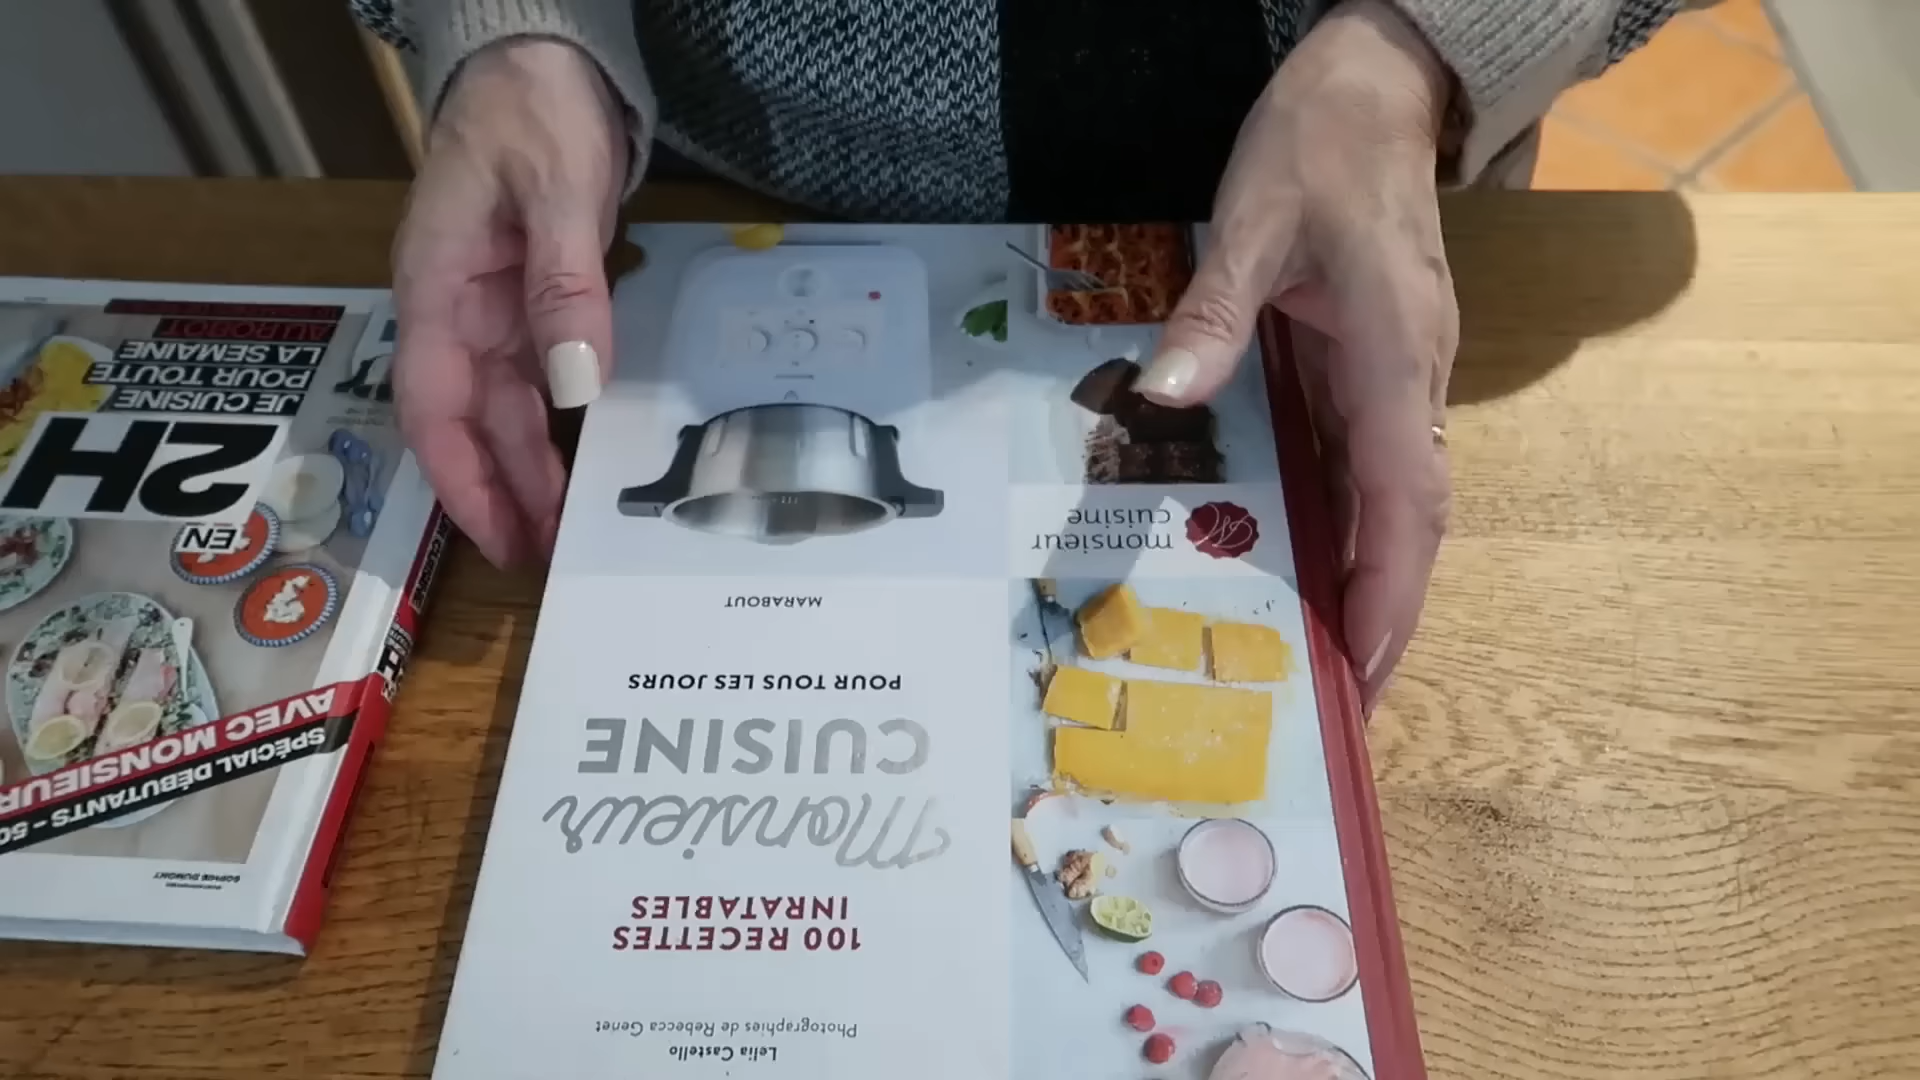 Lelia Castello
Photographies de Rebecca Genet
100 RECETTES
INRATABLES
Monsieur
CUISINE
POUR TOUS LES JOURS
MARABOUT
monsieur
cuisine
SPÉCIAL DÉBUTANTS - 50
AVEC MONSIEUR
EN
2H
JE CUISINE
POUR TOUTE
LA SEMAINE
AU ROBOT
SOPHIE DUMONT